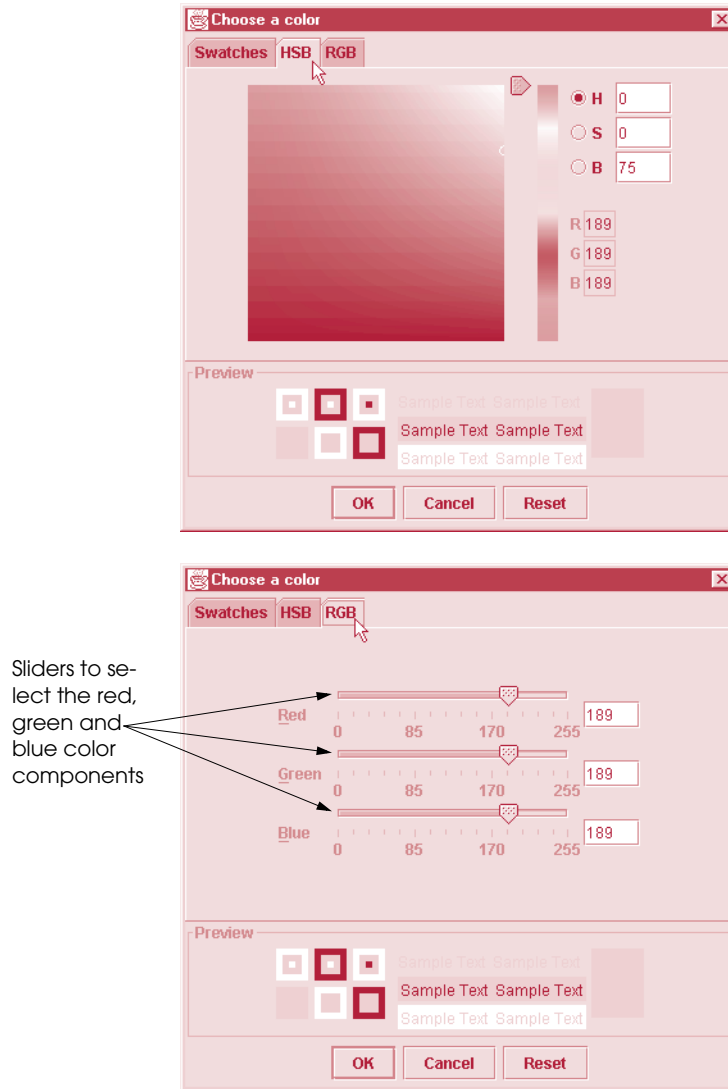 Choose a color
Swatches HSB RGB
H 0
S 0
B 75
R 189
G 189
B 189
Preview
Sample Text Sample Text
Sample Text Sample Text
Sample Text Sample Text
OK Cancel Reset
Choose a color
Swatches HSB RGB
Sliders to se-
lect the red,
green and
blue color
components
Red 189
0 85 170 255
Green 189
0 85 170 255
Blue 189
0 85 170 255
Preview
Sample Text Sample Text
Sample Text Sample Text
Sample Text Sample Text
OK Cancel Reset